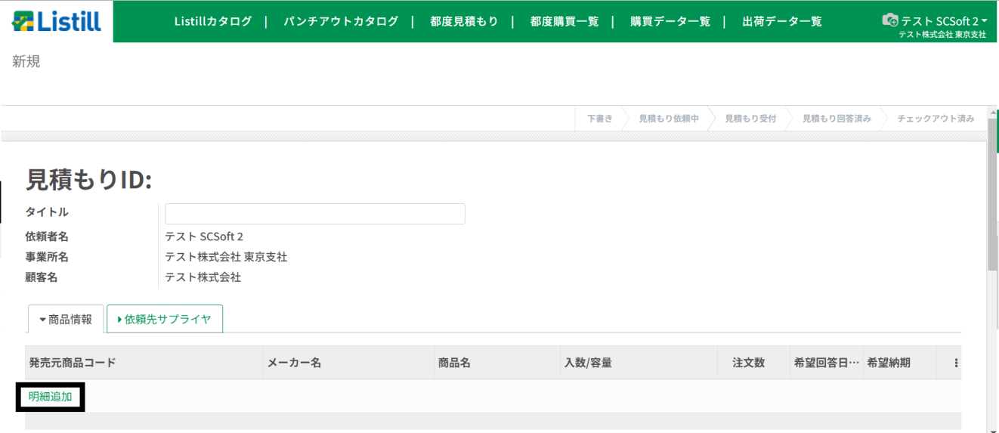 Listill
Listillカタログ | パンチアウトカタログ | 都度見積もり | 都度購買一覧 | 購買データ一覧 | 出荷データ一覧
テスト SCSoft 2
テスト株式会社 東京支社
新規
下書き 見積もり依頼中 見積もり受付 見積もり回答済み チェックアウト済み
見積もりID:
タイトル
依頼者名 テスト SCSoft 2
事業所名 テスト株式会社 東京支社
顧客名 テスト株式会社
商品情報 依頼先サプライヤ
発売元商品コード メーカー名 商品名 入数/容量 注文数 希望回答日… 希望納期
明細追加